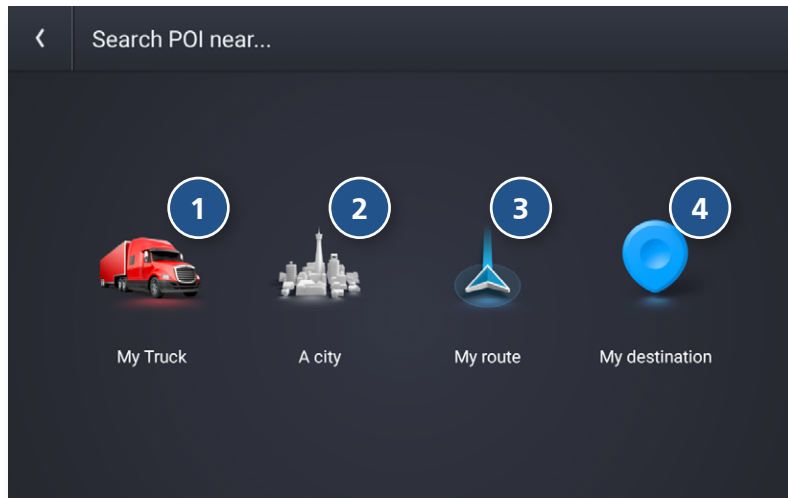 Search POI near...
1
2
3
4
My Truck
A city
My route
My destination